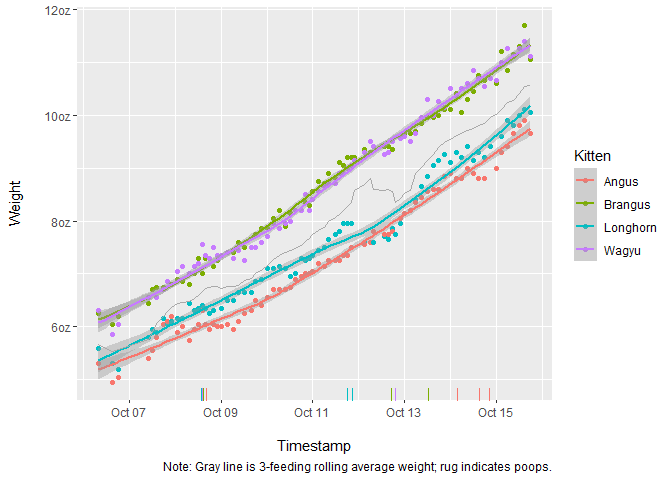 12oz
10oz
8oz
6oz
Weight
Oct 07
Oct 09
Oct 11
Oct 13
Oct 15
Timestamp
Note: Gray line is 3-feeding rolling average weight; rug indicates poops.
Kitten
Angus
Brangus
Longhorn
Wagyu